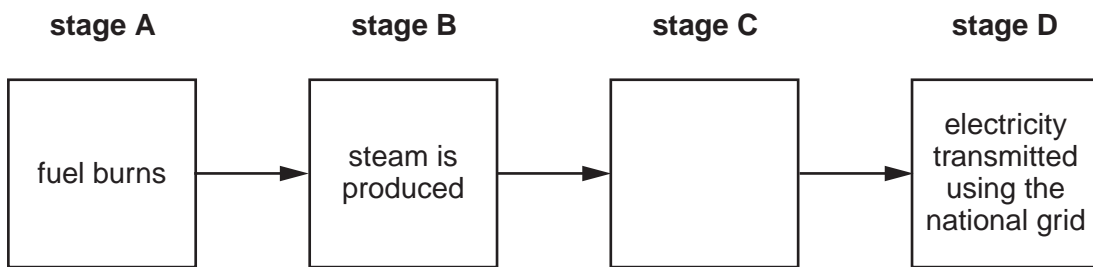 stage A
stage B
stage C
stage D
fuel burns
steam is
produced
electricity
transmitted
using the
national grid